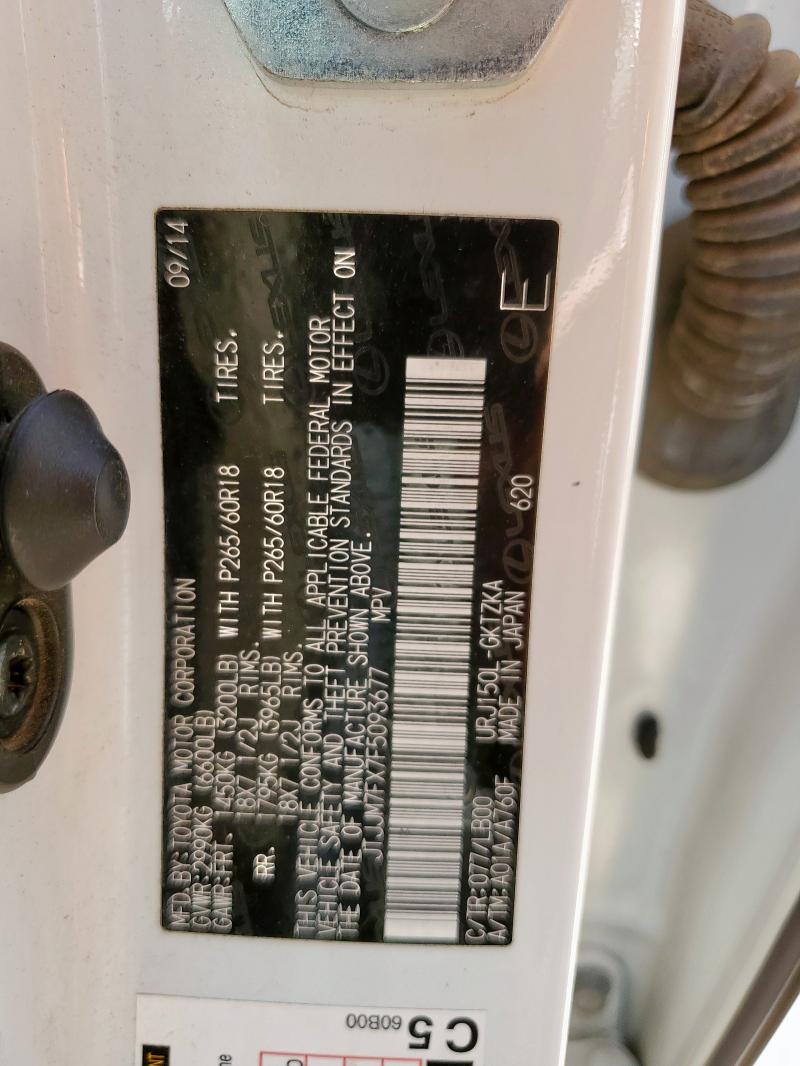 MFD BY: TOYOTA MOTOR CORPORATION 09/14
GVWR: 2990KG (6600LB)
GAWR: FRT. 1450KG (3200LB) WITH P265/60R18 TIRES.
18X7 1/2J RIMS.
RR. 1795KG (3965LB) WITH P265/60R18 TIRES.
18X7 1/2J RIMS.
THIS VEHICLE CONFORMS TO ALL APPLICABLE FEDERAL MOTOR
VEHICLE SAFETY AND THEFT PREVENTION STANDARDS IN EFFECT ON
THE DATE OF MANUFACTURE SHOWN ABOVE.
JTJJM7FX7F5093677 MPV
C/TR: 077/LB00 URJ150L-GKTZKA
A/TM: A01A/A760F MADE IN JAPAN 620 E
LEXUS
C5
60B00